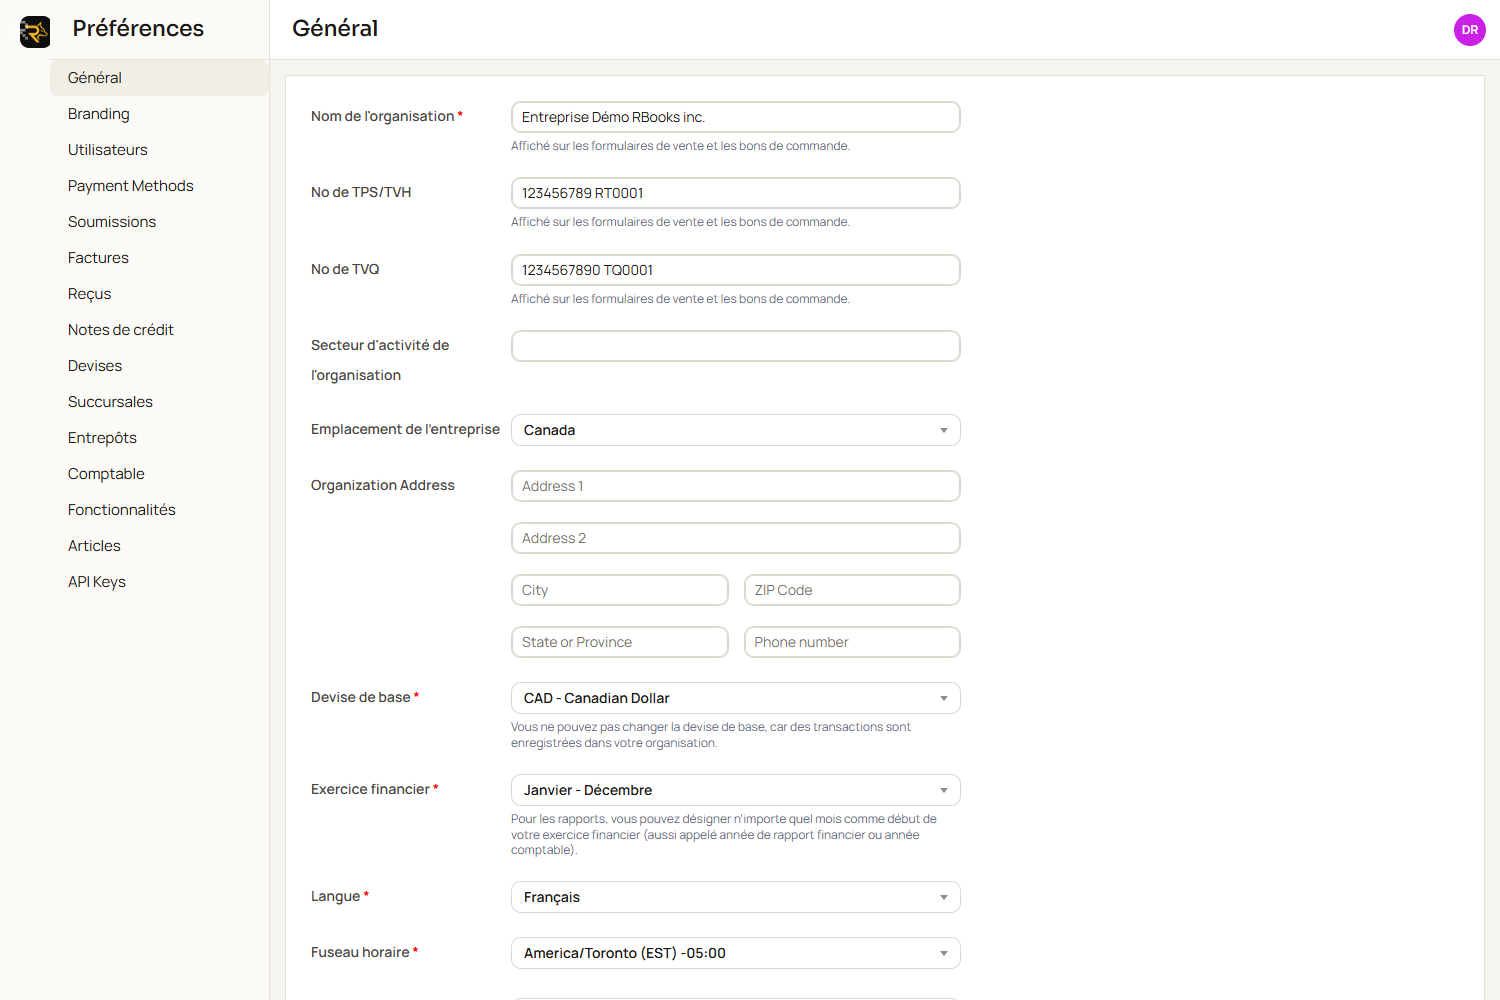 Préférences
Général
DR
Général
Branding
Utilisateurs
Payment Methods
Soumissions
Factures
Reçus
Notes de crédit
Devises
Succursales
Entrepôts
Comptable
Fonctionnalités
Articles
API Keys
Nom de l'organisation *
Entreprise Démo RBooks inc.
Affiché sur les formulaires de vente et les bons de commande.
No de TPS/TVH
123456789 RT0001
Affiché sur les formulaires de vente et les bons de commande.
No de TVQ
1234567890 TQ0001
Affiché sur les formulaires de vente et les bons de commande.
Secteur d'activité de
l'organisation
Emplacement de l'entreprise
Canada
Organization Address
Address 1
Address 2
City
ZIP Code
State or Province
Phone number
Devise de base *
CAD - Canadian Dollar
Vous ne pouvez pas changer la devise de base, car des transactions sont
enregistrées dans votre organisation.
Exercice financier *
Janvier - Décembre
Pour les rapports, vous pouvez désigner n'importe quel mois comme début de
votre exercice financier (aussi appelé année de rapport financier ou année
comptable).
Langue *
Français
Fuseau horaire *
America/Toronto (EST) -05:00